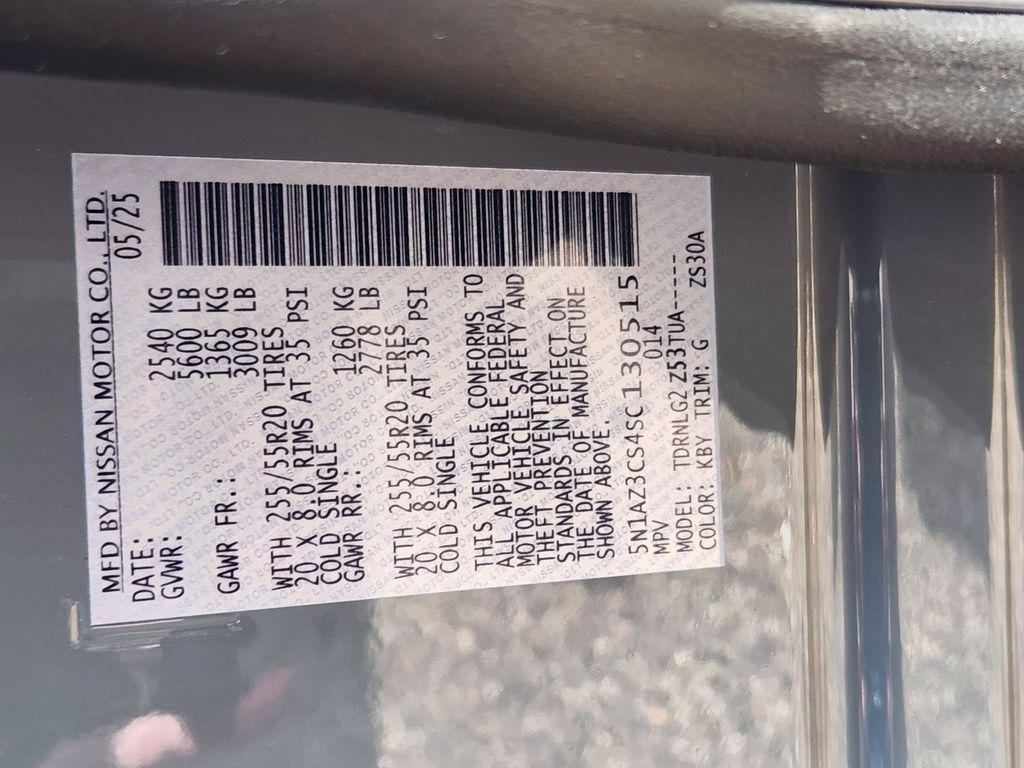 MFD BY NISSAN MOTOR CO., LTD.
DATE: 05/25
GVWR: 2540 KG
5600 LB
GAWR FR.: 1365 KG
3009 LB
WITH 255/55R20 TIRES
20 X 8.0 RIMS AT 35 PSI
COLD SINGLE
GAWR RR.: 1260 KG
2778 LB
WITH 255/55R20 TIRES
20 X 8.0 RIMS AT 35 PSI
COLD SINGLE
THIS VEHICLE CONFORMS TO
ALL APPLICABLE FEDERAL
MOTOR VEHICLE SAFETY AND
THEFT PREVENTION
STANDARDS IN EFFECT ON
THE DATE OF MANUFACTURE
SHOWN ABOVE.
5N1AZ3CS4SC130515
MPV 014
MODEL: TDRNLG2Z53TUA-----
COLOR: KBY TRIM: G ZS30A